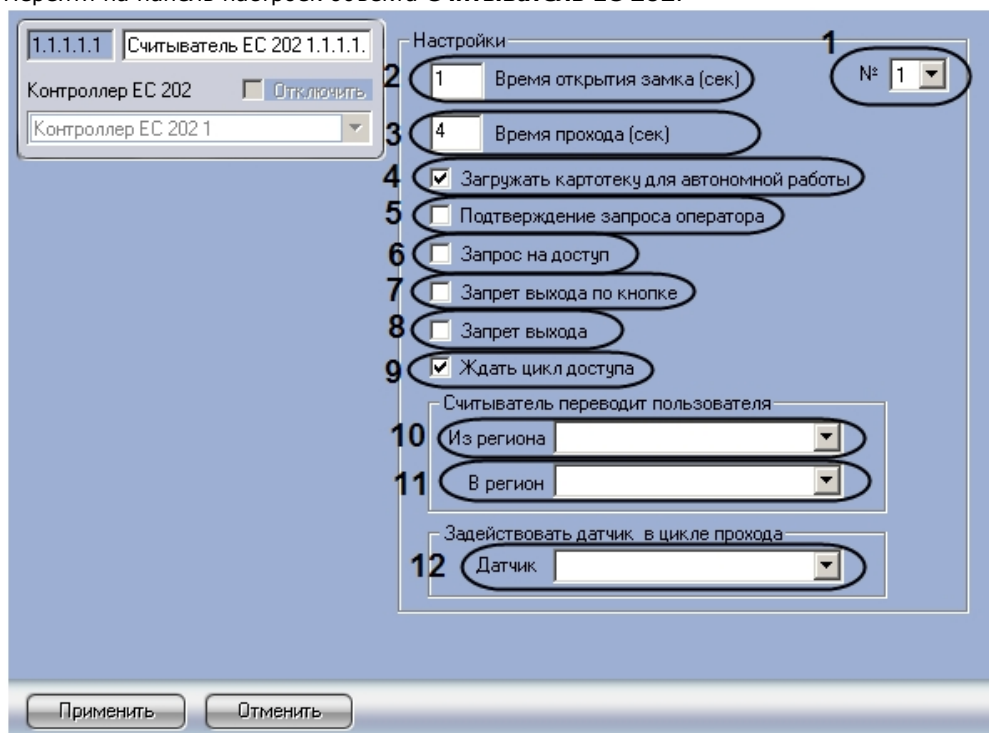 Перейти на панель настроек объекта Считыватель ЕС 202.
1.1.1.1.1 Считыватель ЕС 202 1.1.1.1.
Контроллер ЕС 202 Отключить
Контроллер ЕС 202 1
Настройки
1
№ 1
2 1 Время открытия замка (сек)
3 4 Время прохода (сек)
4 Загружать картотеку для автономной работы
5 Подтверждение запроса оператора
6 Запрос на доступ
7 Запрет выхода по кнопке
8 Запрет выхода
9 Ждать цикл доступа
Считыватель переводит пользователя
10 Из региона
11 В регион
Задействовать датчик в цикле прохода
12 Датчик
Применить Отменить